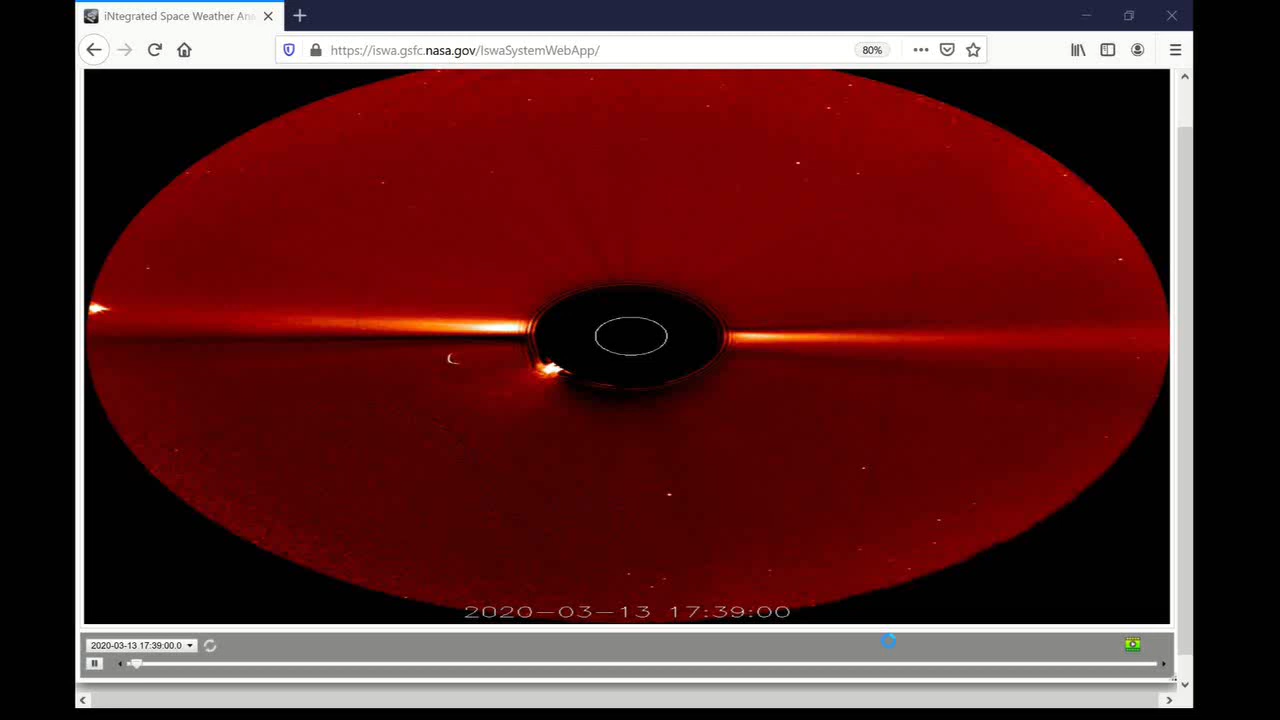 iNtegrated Space Weather Ana
https://iswa.gsfc.nasa.gov/IswaSystemWebApp/
80%
2020-03-13 17:39:00
2020-03-13 17:39:00.0